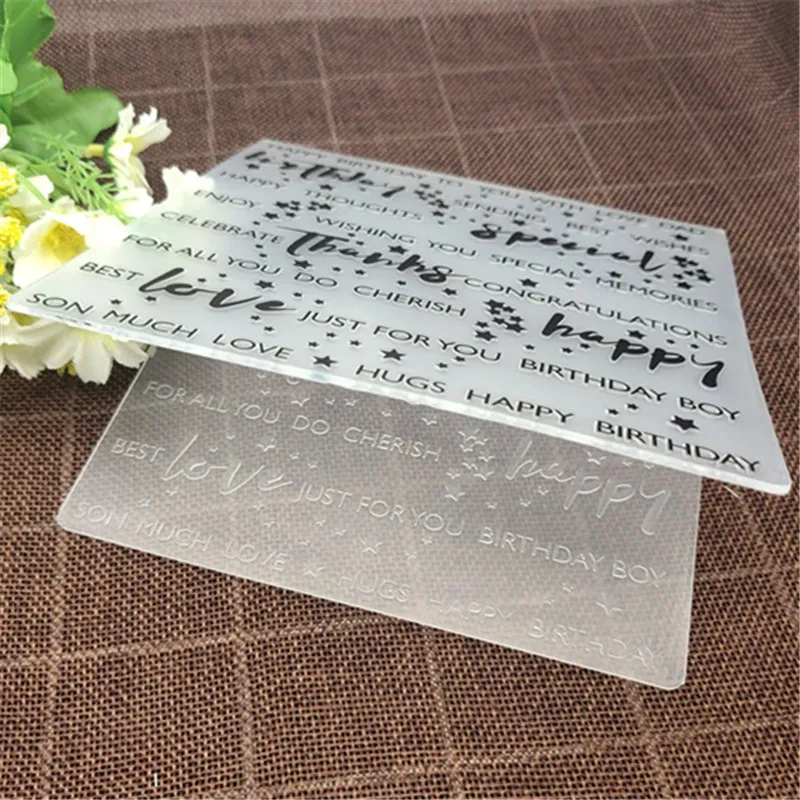 HAPPY BIRTHDAY TO YOU WITH LOVE DAD
birthday SENDING BEST WISHES
HAPPY THOUGHTS special
ENJOY WISHING YOU SPECIAL MEMORIES
CELEBRATE Thanks CONGRATULATIONS
FOR ALL YOU DO CHERISH happy
BEST love JUST FOR YOU BIRTHDAY BOY
SON MUCH LOVE HUGS HAPPY BIRTHDAY
FOR ALL YOU DO CHERISH happy
BEST love JUST FOR YOU BIRTHDAY BOY
SON MUCH LOVE HUGS HAPPY BIRTHDAY